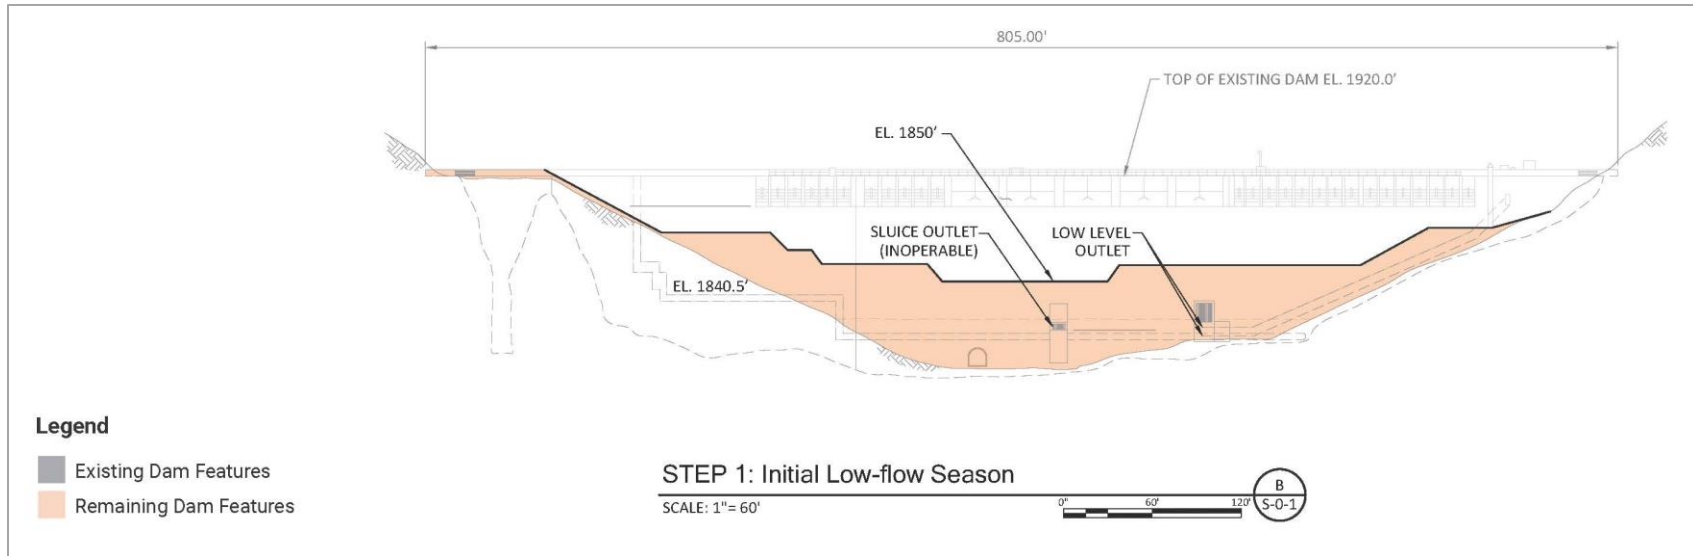 805.00'
TOP OF EXISTING DAM EL. 1920.0'
EL. 1850'
SLUICE OUTLET
(INOPERABLE)
LOW LEVEL
OUTLET
EL. 1840.5'
Legend
Existing Dam Features
Remaining Dam Features
STEP 1: Initial Low-flow Season
SCALE: 1"= 60'
0"
60'
120'
B
S-0-1